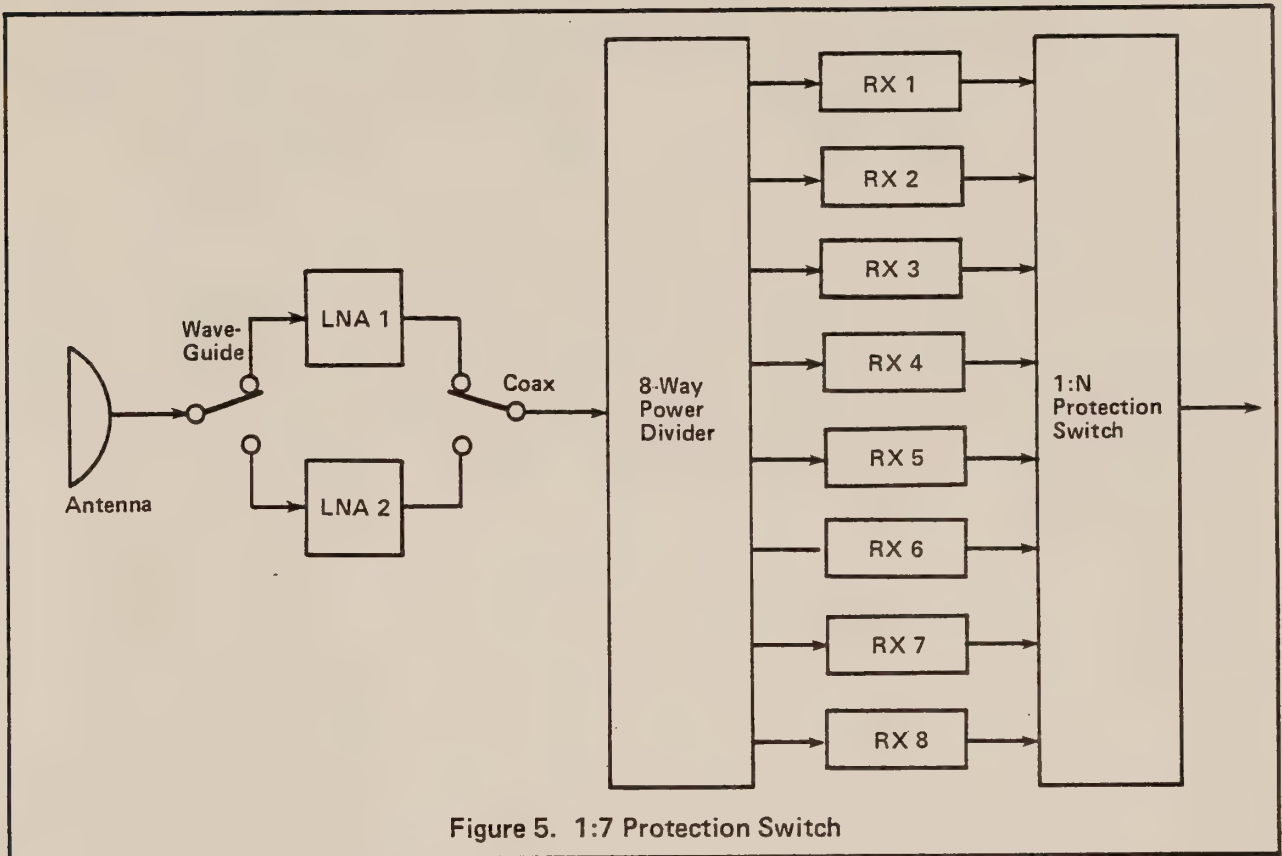 Antenna
Wave-
Guide
LNA 1
LNA 2
Coax
8-Way
Power
Divider
RX 1
RX 2
RX 3
RX 4
RX 5
RX 6
RX 7
RX 8
1:N
Protection
Switch
Figure 5. 1:7 Protection Switch